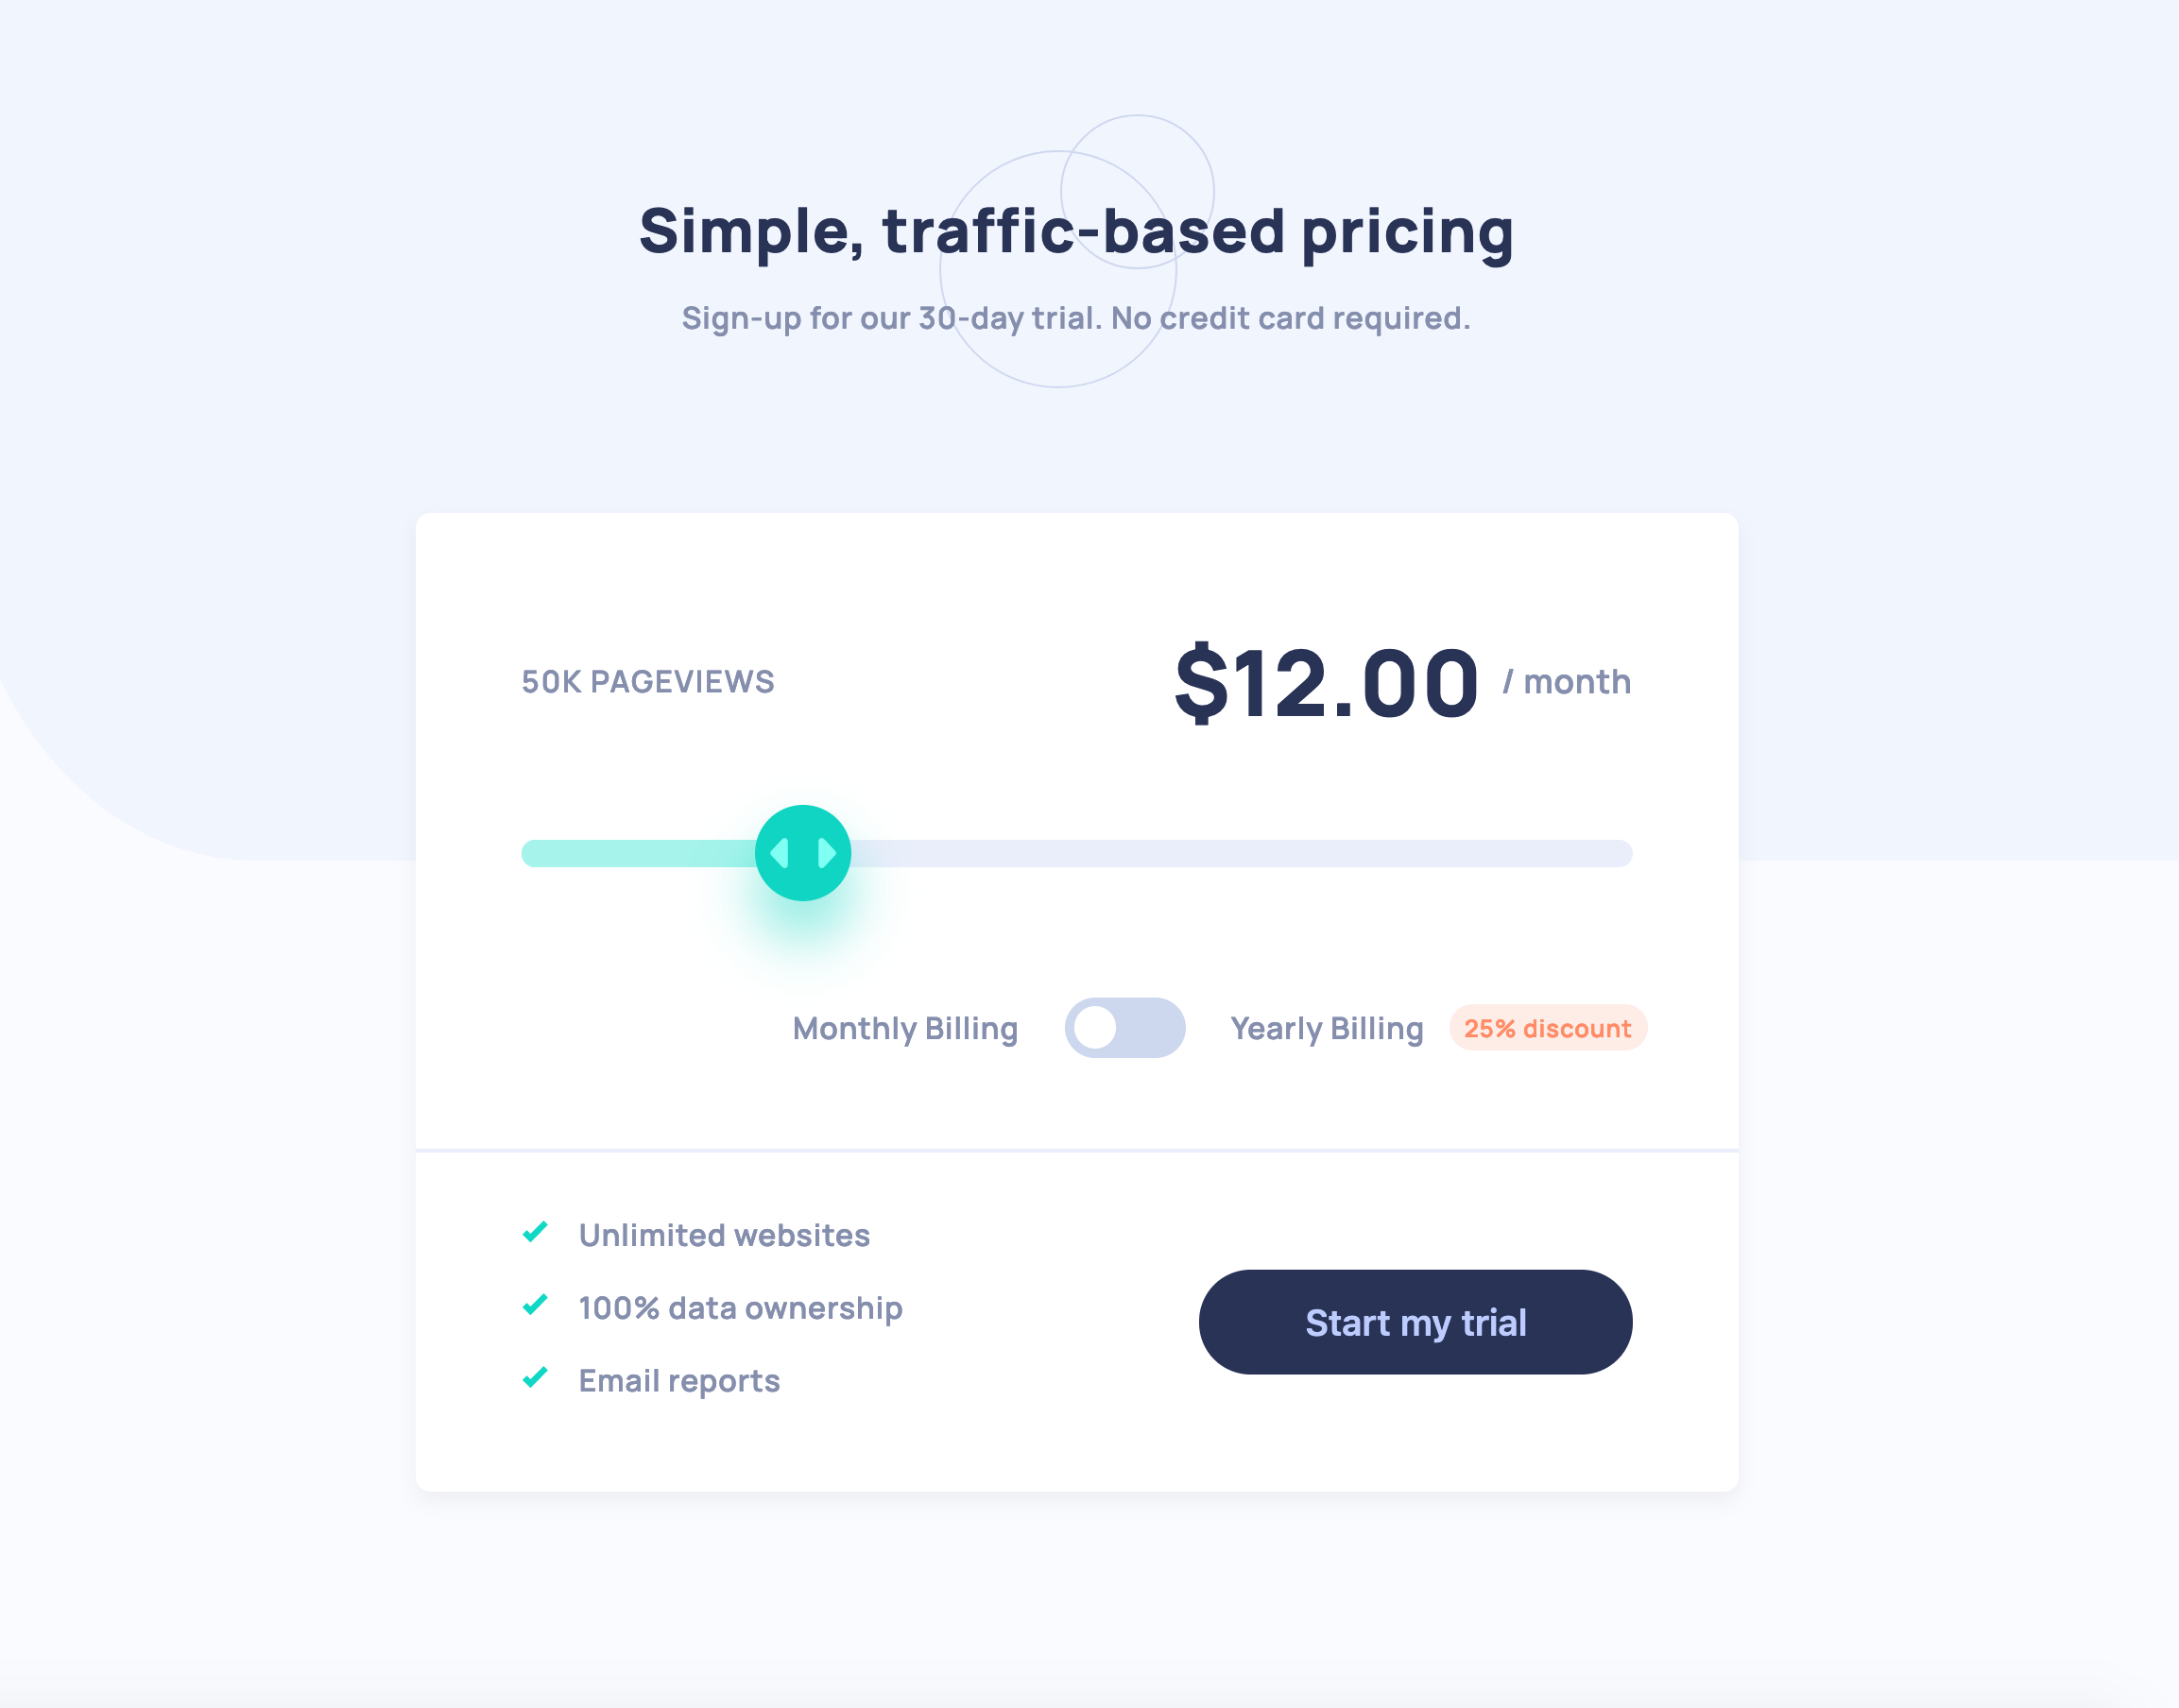 Simple, traffic-based pricing
Sign-up for our 30-day trial. No credit card required.
50K PAGEVIEWS
$12.00 / month
Monthly Billing
Yearly Billing
25% discount
Unlimited websites
100% data ownership
Email reports
Start my trial